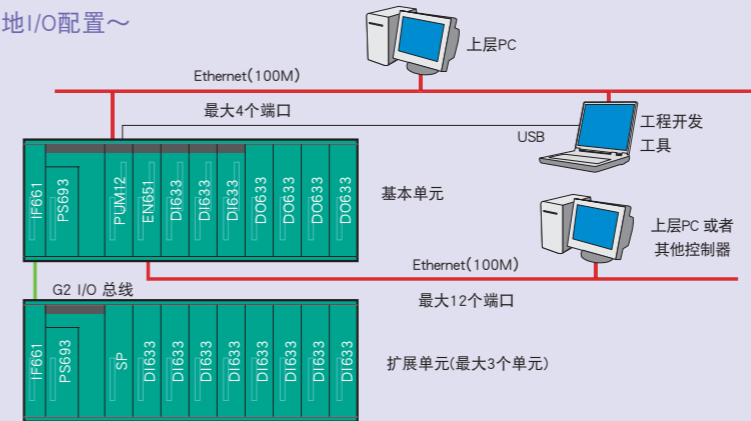 地I/O配置～
上层PC
Ethernet(100M)
最大4个端口
USB
工程开发
工具
IF661
PS693
PUM12
EN651
DI633
DI633
DI633
DO633
DO633
DO633
DO633
基本单元
上层PC 或者
其他控制器
Ethernet(100M)
G2 I/O 总线
最大12个端口
IF661
PS693
SP
DI633
DI633
DI633
DI633
DI633
DI633
DI633
DI633
扩展单元(最大3个单元)